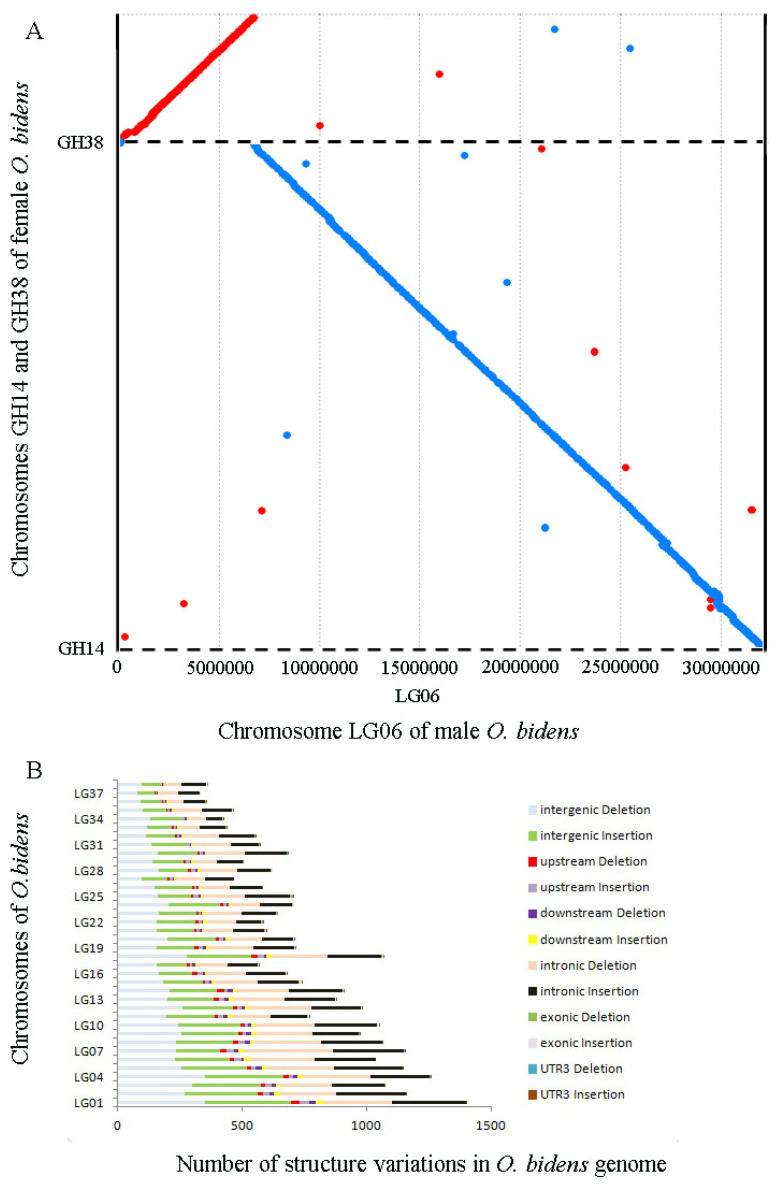 A
Chromosomes GH14 and GH38 of female O. bidens
GH38
GH14
0 5000000 10000000 15000000 20000000 25000000 30000000
LG06
Chromosome LG06 of male O. bidens
B
Chromosomes of O.bidens
LG37
LG34
LG31
LG28
LG25
LG22
LG19
LG16
LG13
LG10
LG07
LG04
LG01
0 500 1000 1500
intergenic Deletion
intergenic Insertion
upstream Deletion
upstream Insertion
downstream Deletion
downstream Insertion
intronic Deletion
intronic Insertion
exonic Deletion
exonic Insertion
UTR3 Deletion
UTR3 Insertion
Number of structure variations in O. bidens genome